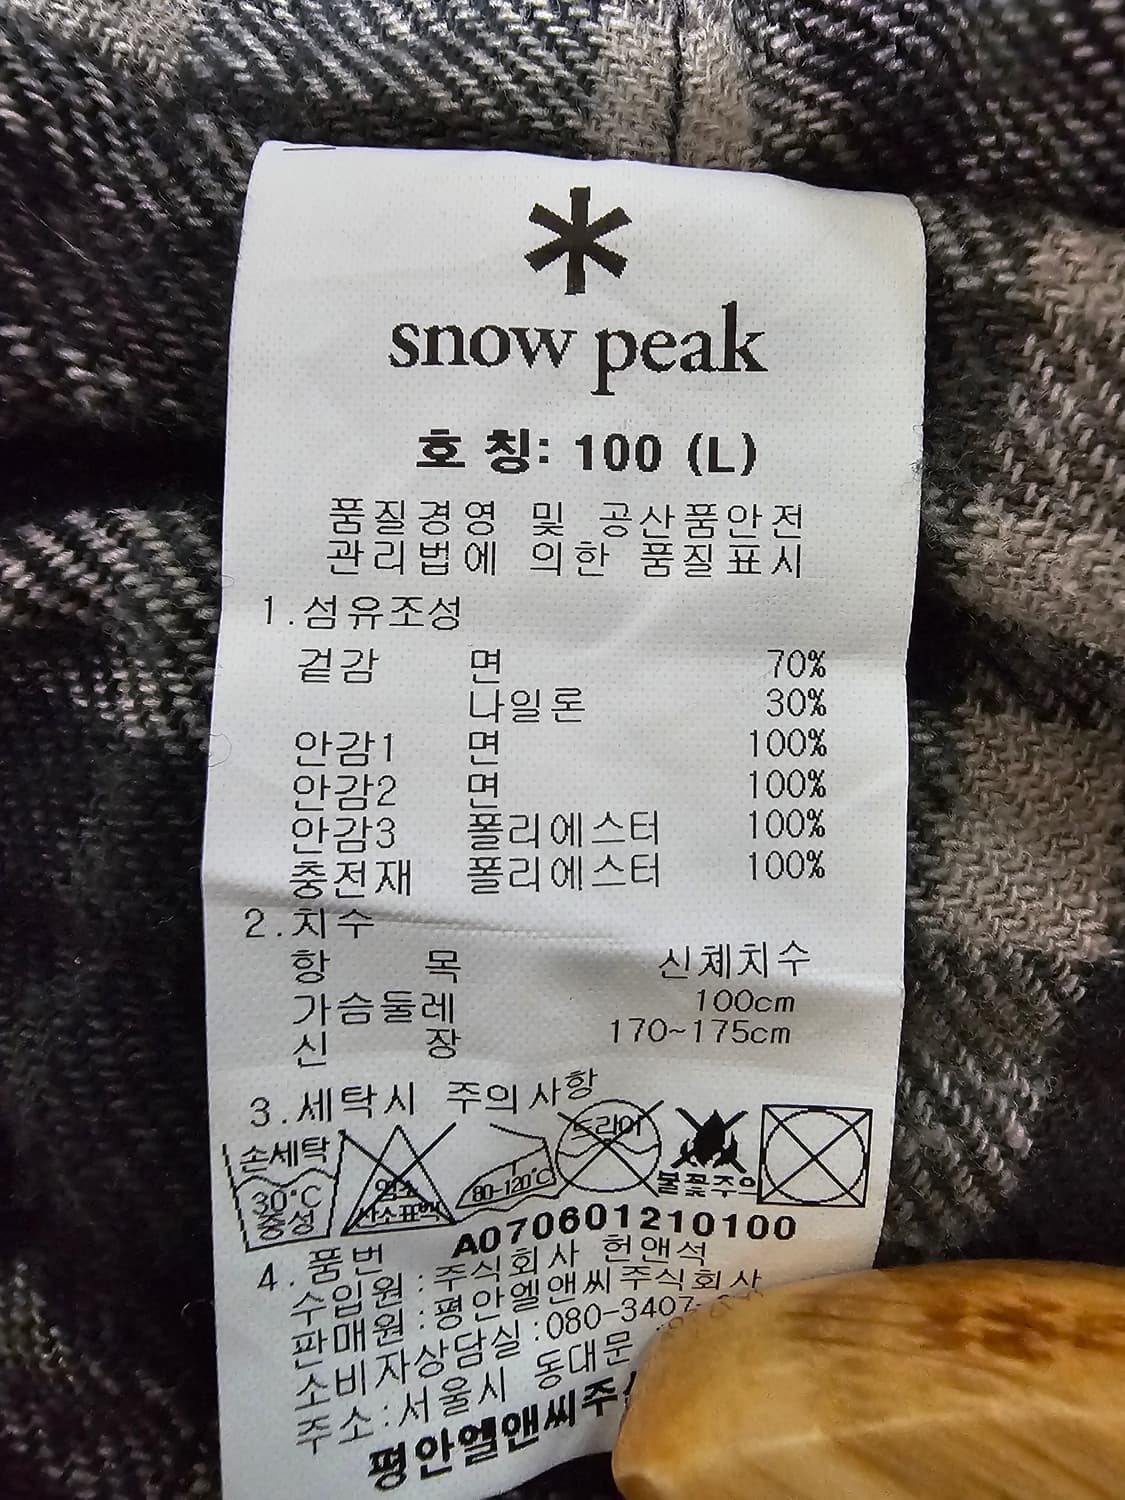 snow peak
호 칭: 100 (L)
품질경영 및 공산품안전
관리법에 의한 품질표시
1.섬유조성
겉감 면 70%
나일론 30%
안감1 면 100%
안감2 면 100%
안감3 폴리에스터 100%
충전재 폴리에스터 100%
2.치수
항 목 신체치수
가슴둘레 100cm
신 장 170~175cm
3.세탁시 주의사항
손세탁 30°C 중성
염소 산소표백
80-120°C
드라이
불꽃주의
4.품번 A070601210100
수입원:주식회사 헌앤석
판매원:평안엘앤씨주식회사
소비자상담실:080-3407-
주소:서울시 동대문
평안엘앤씨주